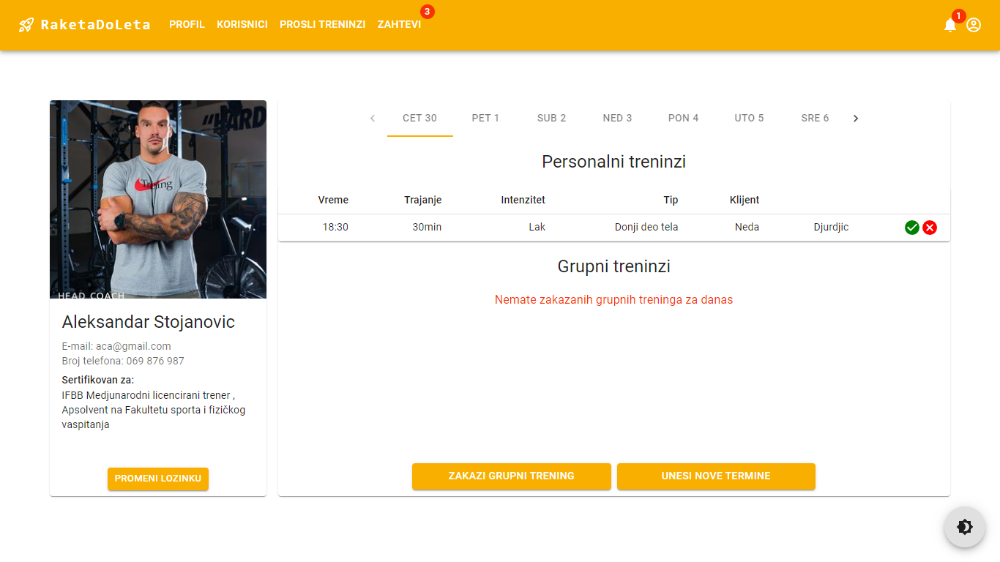 RaketaDoLeta
PROFIL KORISNICI PROSLI TRENINZI ZAHTEVI 3
1
HARD
Training
HEAD COACH
Aleksandar Stojanovic
E-mail: aca@gmail.com
Broj telefona: 069 876 987
Sertifikovan za:
IFBB Medjunarodni licencirani trener ,
Apsolvent na Fakultetu sporta i fizičkog
vaspitanja
PROMENI LOZINKU
CET 30 PET 1 SUB 2 NED 3 PON 4 UTO 5 SRE 6
Personalni treninzi
Vreme Trajanje Intenzitet Tip Klijent
18:30 30min Lak Donji deo tela Neda Djurdjic
Grupni treninzi
Nemate zakazanih grupnih treninga za danas
ZAKAZI GRUPNI TRENING UNESI NOVE TERMINE